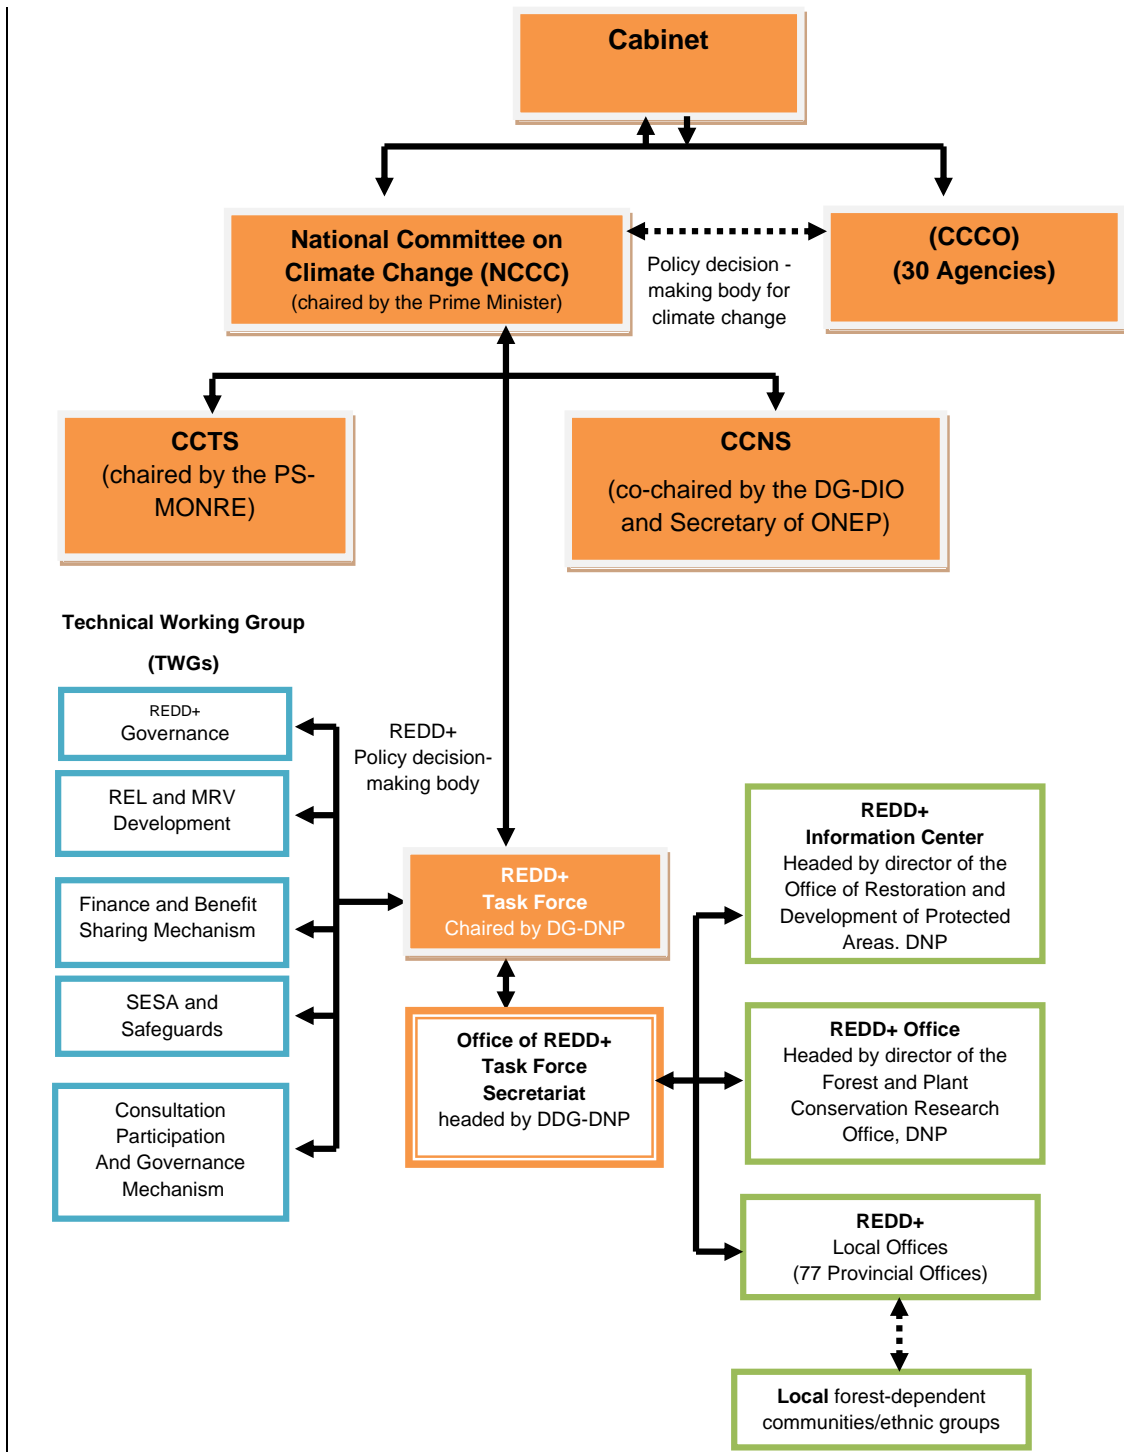 Cabinet
National Committee on
Climate Change (NCCC)
(chaired by the Prime Minister)
Policy decision -
making body for
climate change
(CCCO)
(30 Agencies)
CCTS
(chaired by the PS-
MONRE)
CCNS
(co-chaired by the DG-DIO
and Secretary of ONEP)
Technical Working Group
(TWGs)
REDD+
Governance
REL and MRV
Development
Finance and Benefit
Sharing Mechanism
SESA and
Safeguards
Consultation
Participation
And Governance
Mechanism
REDD+
Policy decision-
making body
REDD+
Task Force
Chaired by DG-DNP
Office of REDD+
Task Force
Secretariat
headed by DDG-DNP
REDD+
Information Center
Headed by director of the
Office of Restoration and
Development of Protected
Areas. DNP
REDD+ Office
Headed by director of the
Forest and Plant
Conservation Research
Office, DNP
REDD+
Local Offices
(77 Provincial Offices)
Local forest-dependent
communities/ethnic groups